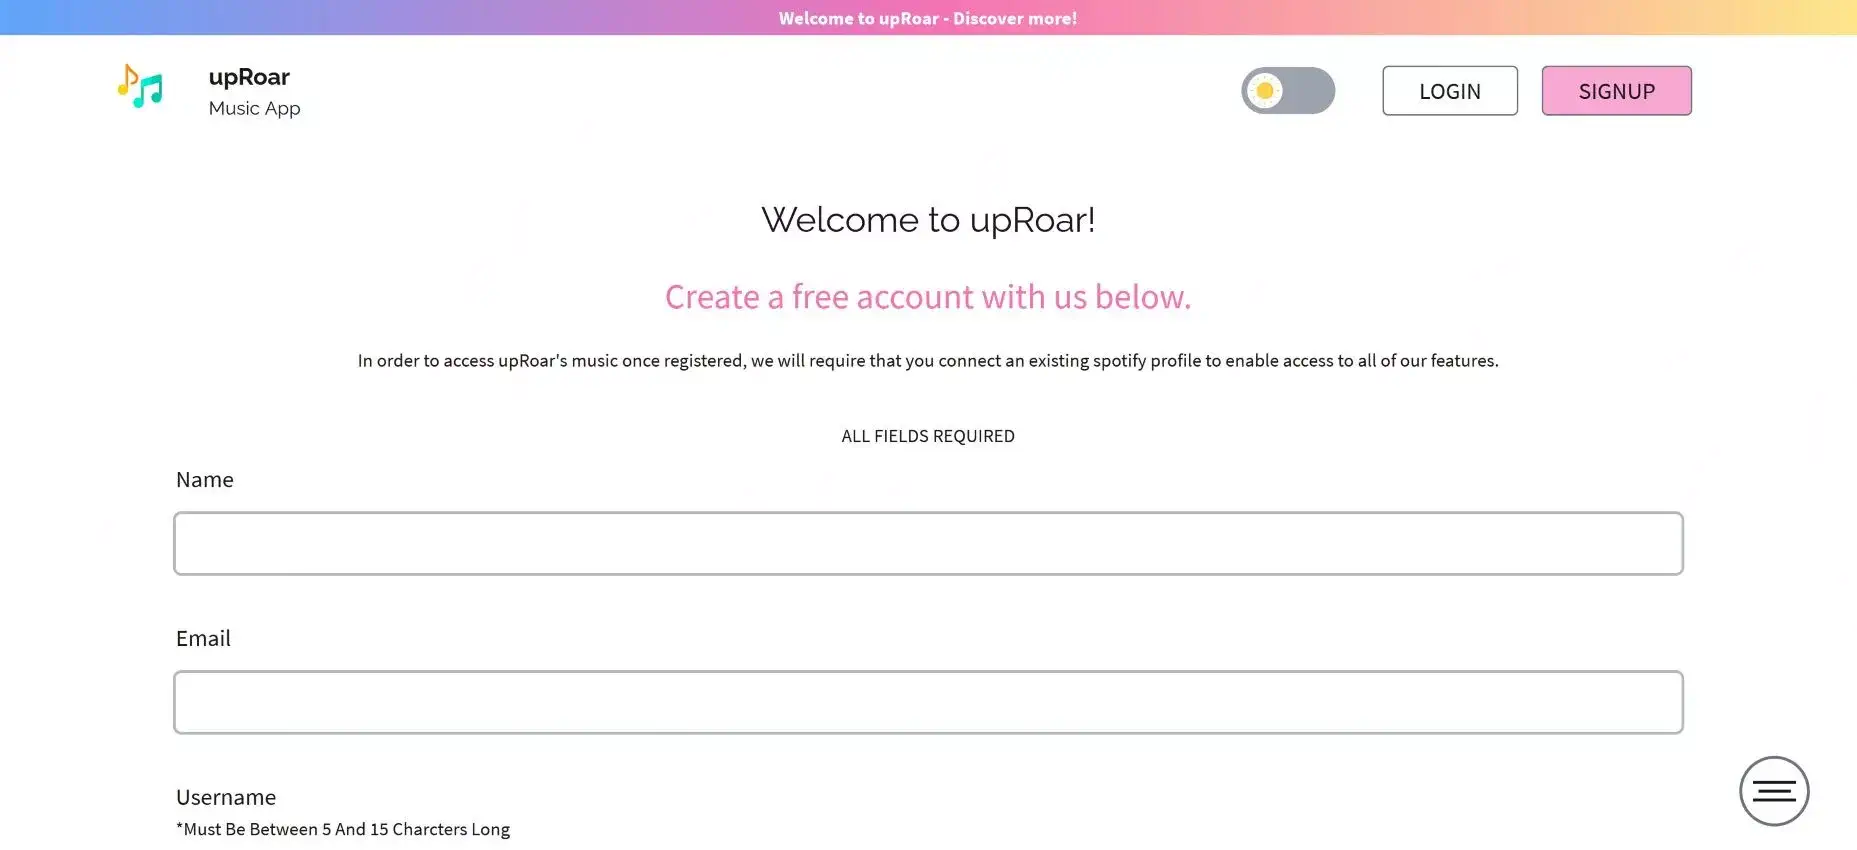 Welcome to upRoar - Discover more!
upRoar
Music App
LOGIN
SIGNUP
Welcome to upRoar!
Create a free account with us below.
In order to access upRoar's music once registered, we will require that you connect an existing spotify profile to enable access to all of our features.
ALL FIELDS REQUIRED
Name
Email
Username
*Must Be Between 5 And 15 Charcters Long